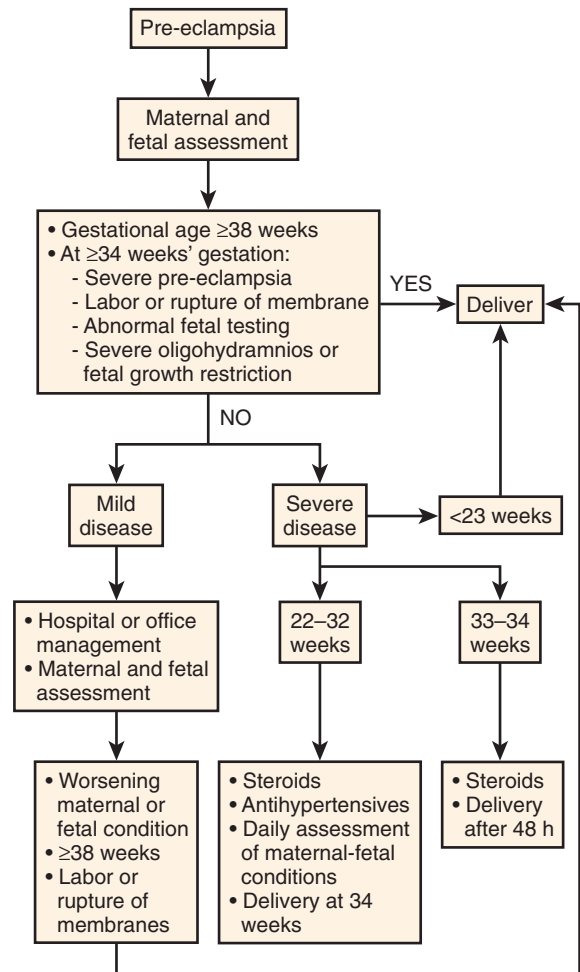 Pre-eclampsia
Maternal and
fetal assessment
• Gestational age ≥38 weeks
• At ≥34 weeks’ gestation:
- Severe pre-eclampsia
- Labor or rupture of membrane
- Abnormal fetal testing
- Severe oligohydramnios or
fetal growth restriction
YES
Deliver
NO
Mild
disease
Severe
disease
<23 weeks
• Hospital or office
management
• Maternal and fetal
assessment
22–32
weeks
33–34
weeks
• Worsening
maternal or
fetal condition
• ≥38 weeks
• Labor or
rupture of
membranes
• Steroids
• Antihypertensives
• Daily assessment
of maternal-fetal
conditions
• Delivery at 34
weeks
• Steroids
• Delivery
after 48 h